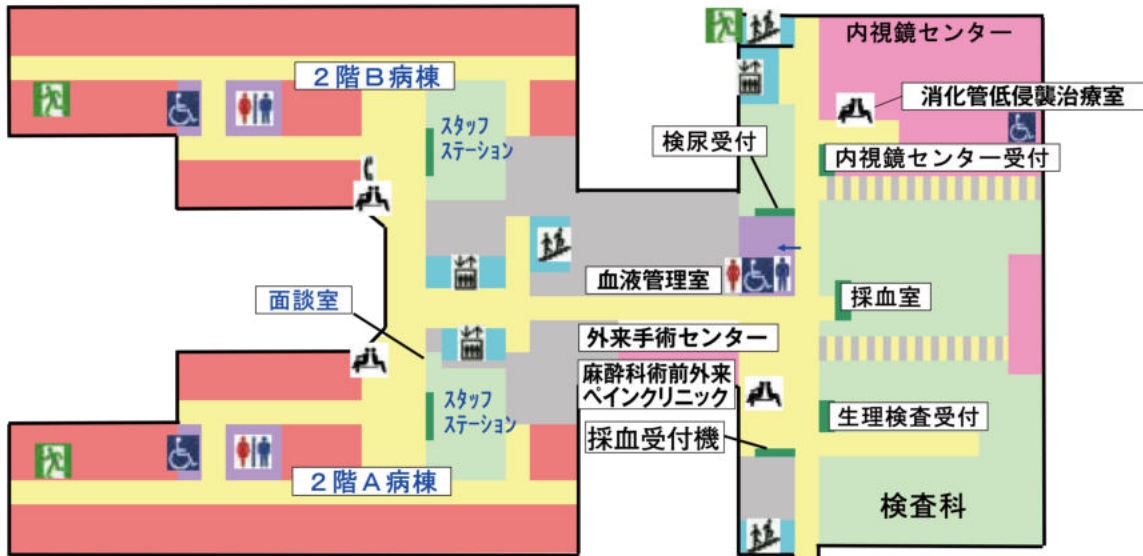 内視鏡センター
２階Ｂ病棟
消化管低侵襲治療室
スタッフ
ステーション
検尿受付
内視鏡センター受付
血液管理室
面談室
採血室
外来手術センター
麻酔科術前外来
ペインクリニック
スタッフ
ステーション
生理検査受付
採血受付機
２階Ａ病棟
検査科